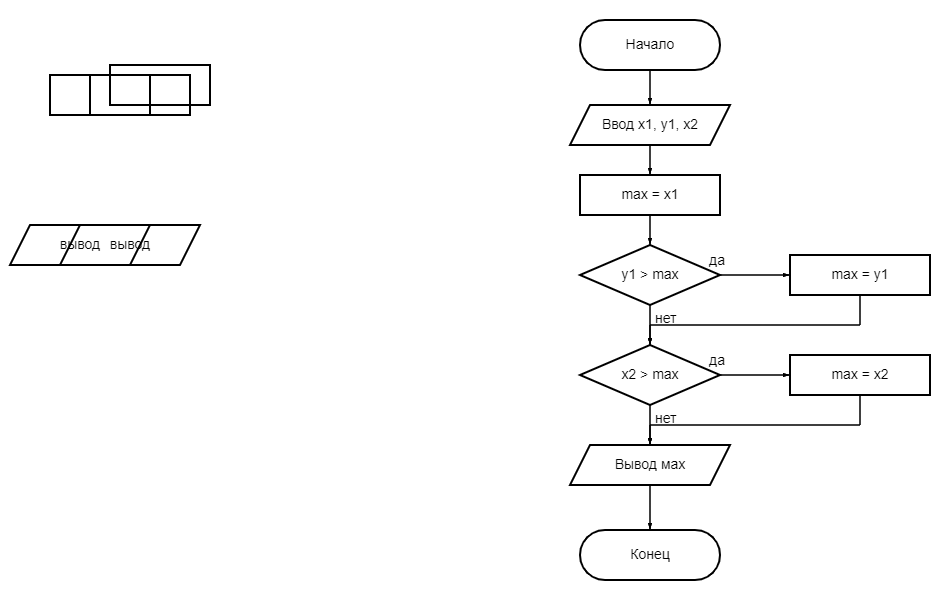 Начало
Ввод x1, y1, x2
max = x1
y1 > max
да
max = y1
нет
x2 > max
да
max = x2
нет
Вывод мах
Конец
вывод вывод